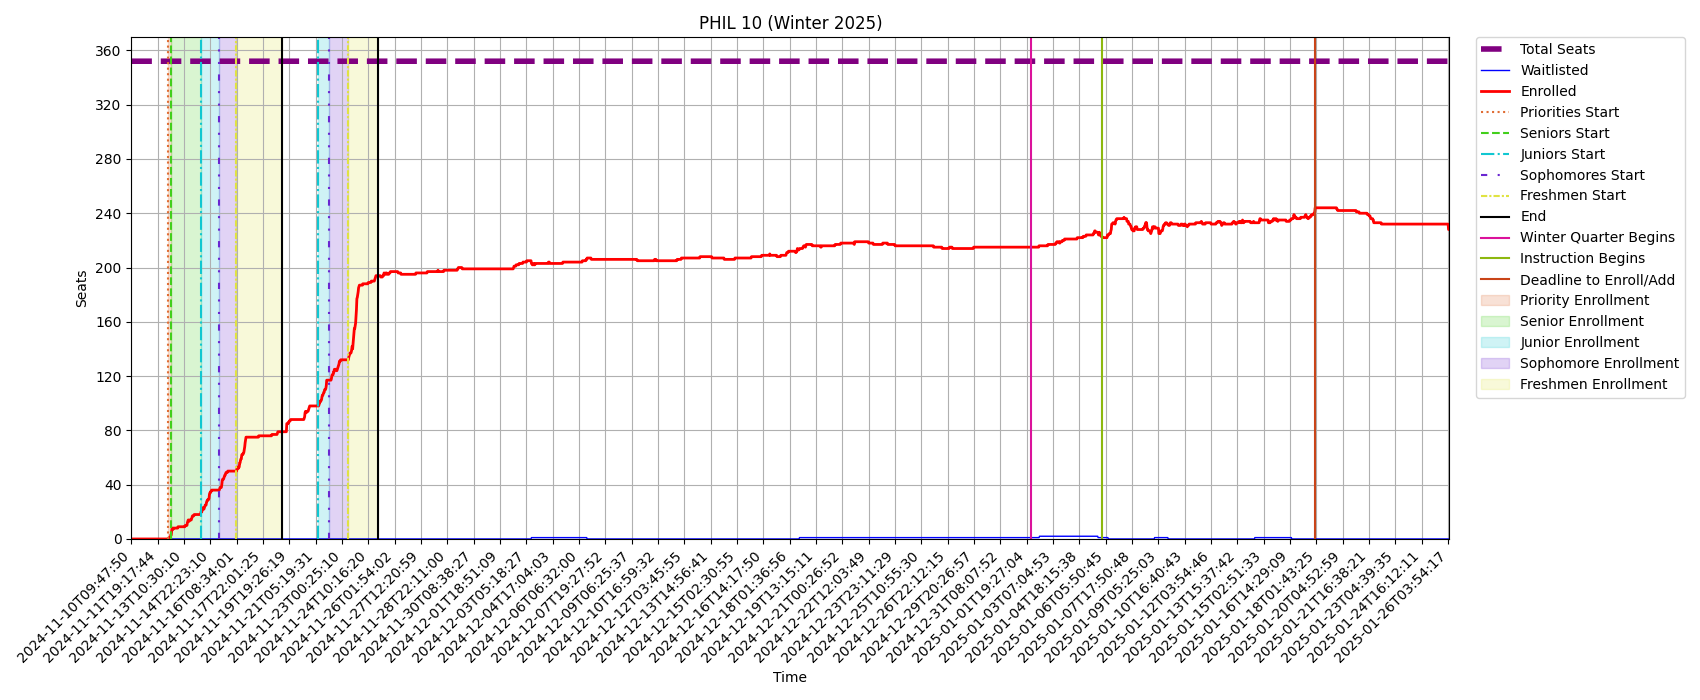 PHIL 10 (Winter 2025)
Seats
360
320
280
240
200
160
120
80
40
0
2024-11-10T09:47:50
2024-11-11T19:17:44
2024-11-13T10:30:10
2024-11-14T22:23:10
2024-11-16T08:34:01
2024-11-17T22:01:25
2024-11-19T19:26:19
2024-11-21T05:19:31
2024-11-23T00:25:10
2024-11-24T10:16:20
2024-11-26T01:54:02
2024-11-27T12:20:59
2024-11-28T22:11:00
2024-11-30T08:38:27
2024-12-01T18:51:09
2024-12-03T05:18:27
2024-12-04T17:04:03
2024-12-06T06:32:00
2024-12-07T19:27:52
2024-12-09T06:25:37
2024-12-10T16:59:32
2024-12-12T03:45:55
2024-12-13T14:56:41
2024-12-15T02:30:55
2024-12-16T14:17:50
2024-12-18T01:36:56
2024-12-19T13:15:11
2024-12-21T00:26:52
2024-12-22T12:03:49
2024-12-23T23:11:29
2024-12-25T10:55:30
2024-12-26T22:12:15
2024-12-29T20:26:57
2024-12-31T08:07:52
2025-01-01T19:27:04
2025-01-03T07:04:53
2025-01-04T18:15:38
2025-01-06T05:50:45
2025-01-07T17:50:48
2025-01-09T05:25:03
2025-01-10T16:40:43
2025-01-12T03:54:46
2025-01-13T15:37:42
2025-01-15T02:51:33
2025-01-16T14:29:09
2025-01-18T01:43:25
2025-01-20T04:52:59
2025-01-21T16:38:21
2025-01-23T04:39:35
2025-01-24T16:12:11
2025-01-26T03:54:17
Time
Total Seats
Waitlisted
Enrolled
Priorities Start
Seniors Start
Juniors Start
Sophomores Start
Freshmen Start
End
Winter Quarter Begins
Instruction Begins
Deadline to Enroll/Add
Priority Enrollment
Senior Enrollment
Junior Enrollment
Sophomore Enrollment
Freshmen Enrollment